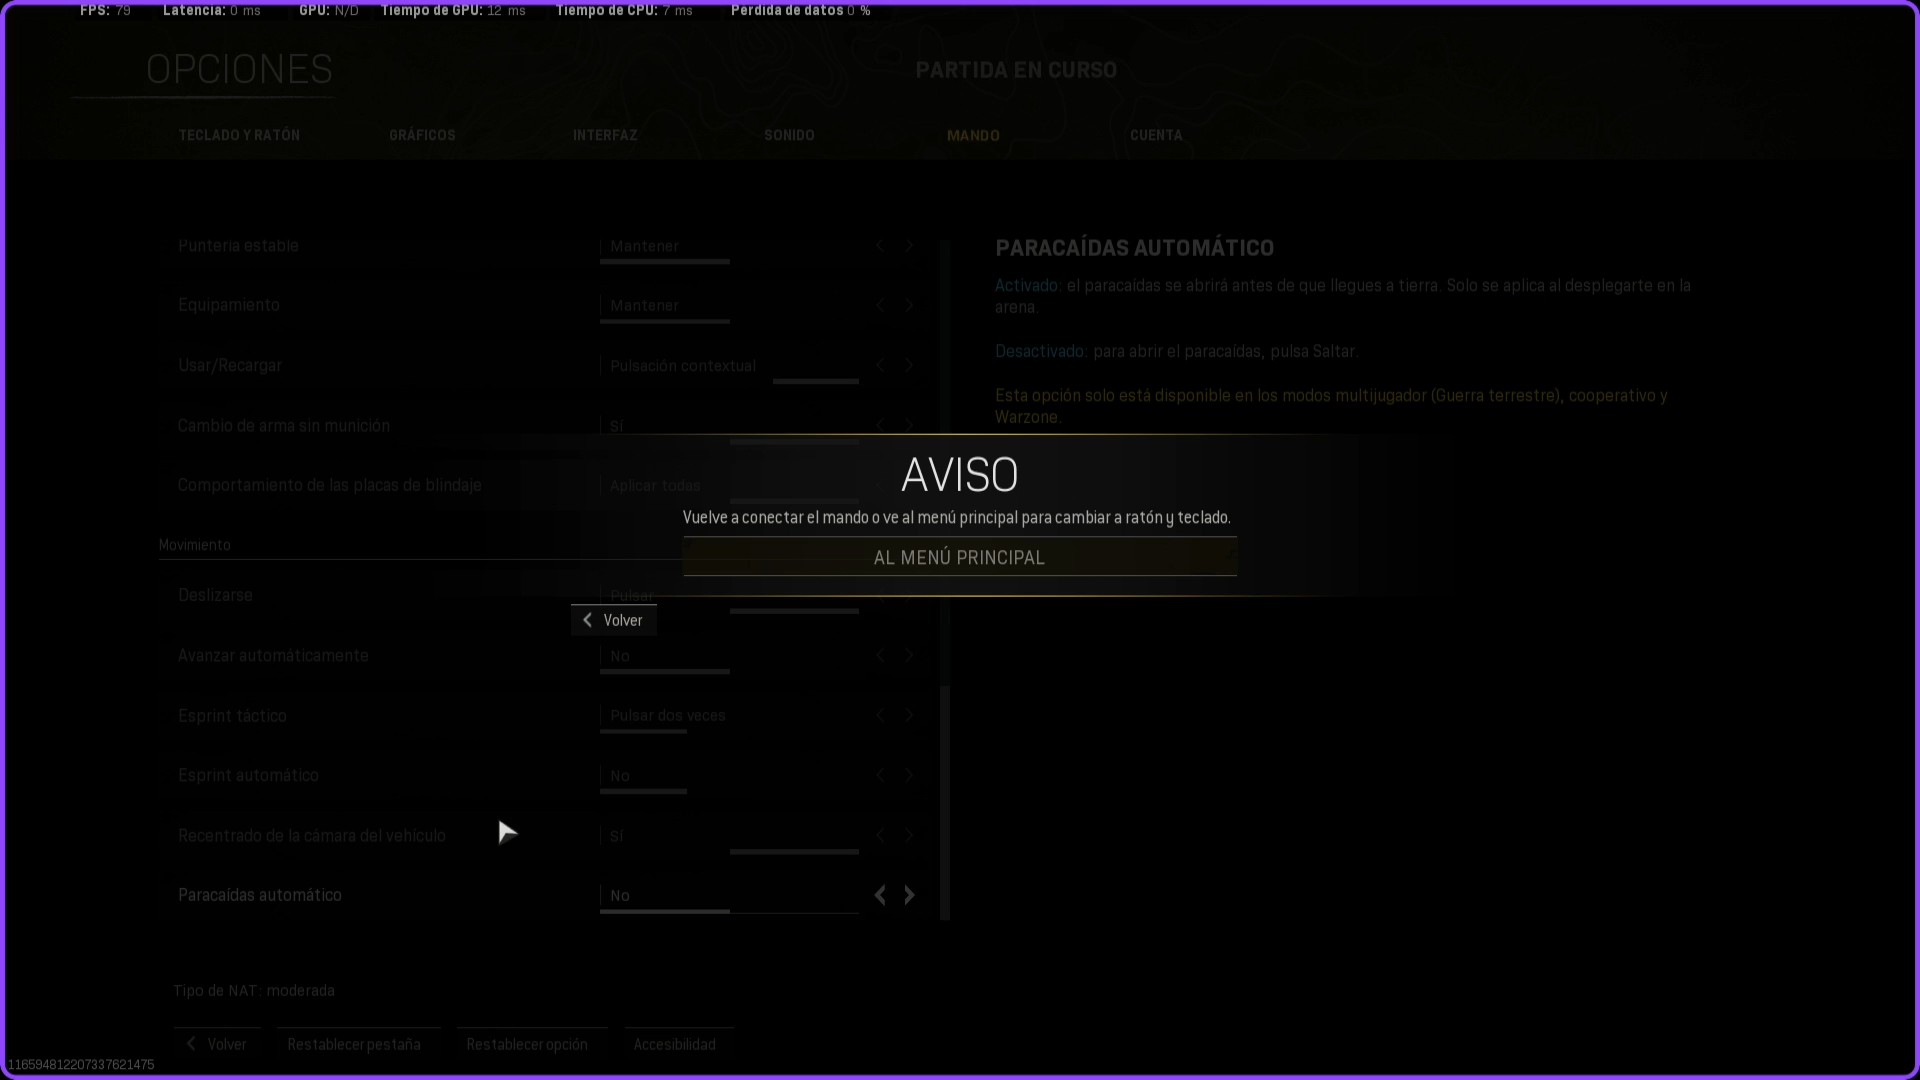 FPS: 79 Latencia: 0 ms GPU: N/D Tiempo de GPU: 12 ms Tiempo de CPU: 7 ms Perdida de datos 0 %
OPCIONES
PARTIDA EN CURSO
TECLADO Y RATÓN GRÁFICOS INTERFAZ SONIDO MANDO CUENTA
Puntería estable Mantener
Equipamiento Mantener
Usar/Recargar Pulsación contextual
Cambio de arma sin munición Sí
Comportamiento de las placas de blindaje Aplicar todas
Movimiento
Deslizarse Pulsar
Avanzar automáticamente No
Esprint táctico Pulsar dos veces
Esprint automático No
Recentrado de la cámara del vehículo Sí
Paracaídas automático No
PARACAÍDAS AUTOMÁTICO
Activado: el paracaídas se abrirá antes de que llegues a tierra. Solo se aplica al desplegarte en la
arena.
Desactivado: para abrir el paracaídas, pulsa Saltar.
Esta opción solo está disponible en los modos multijugador (Guerra terrestre), cooperativo y
Warzone.
AVISO
Vuelve a conectar el mando o ve al menú principal para cambiar a ratón y teclado.
AL MENÚ PRINCIPAL
Volver
Tipo de NAT: moderada
Volver Restablecer pestaña Restablecer opción Accesibilidad
116594812207337621475